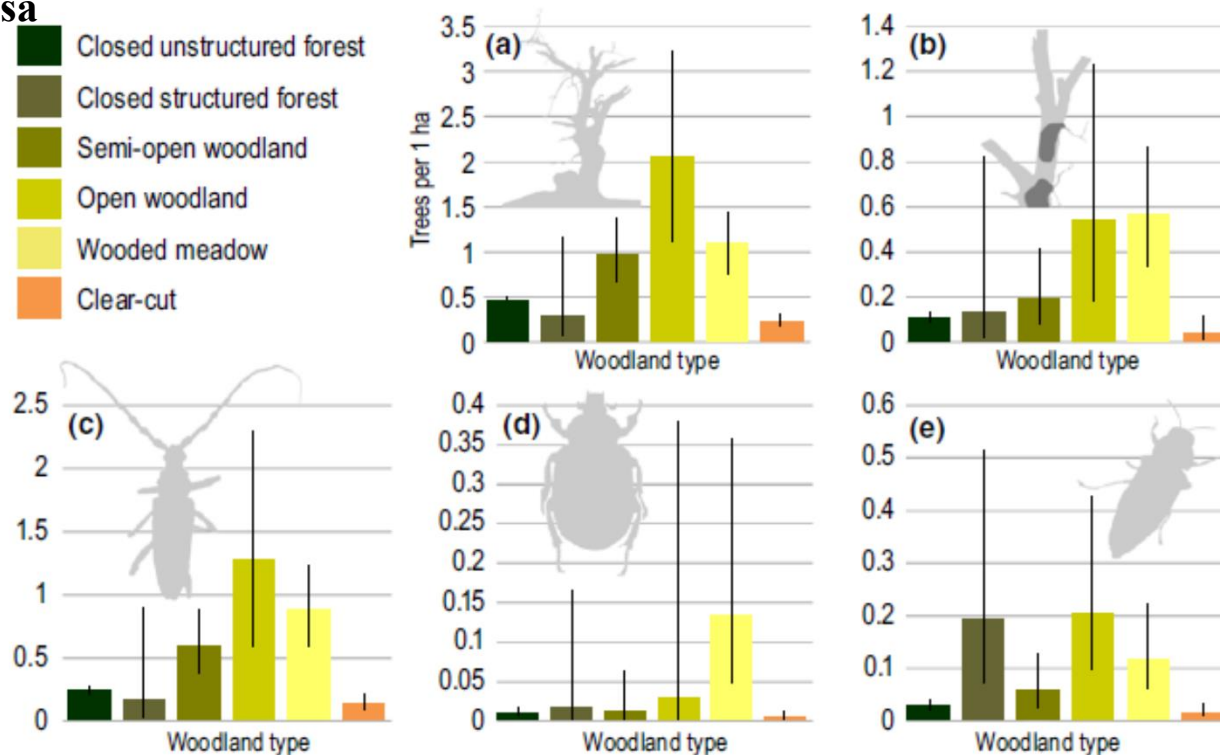 sa
Closed unstructured forest
Closed structured forest
Semi-open woodland
Open woodland
Wooded meadow
Clear-cut
(a)
Trees per 1 ha
3.5
3
2.5
2
1.5
1
0.5
0
Woodland type
(b)
1.4
1.2
1
0.8
0.6
0.4
0.2
0
Woodland type
(c)
2.5
2
1.5
1
0.5
0
Woodland type
(d)
0.4
0.35
0.3
0.25
0.2
0.15
0.1
0.05
0
Woodland type
(e)
0.6
0.5
0.4
0.3
0.2
0.1
0
Woodland type